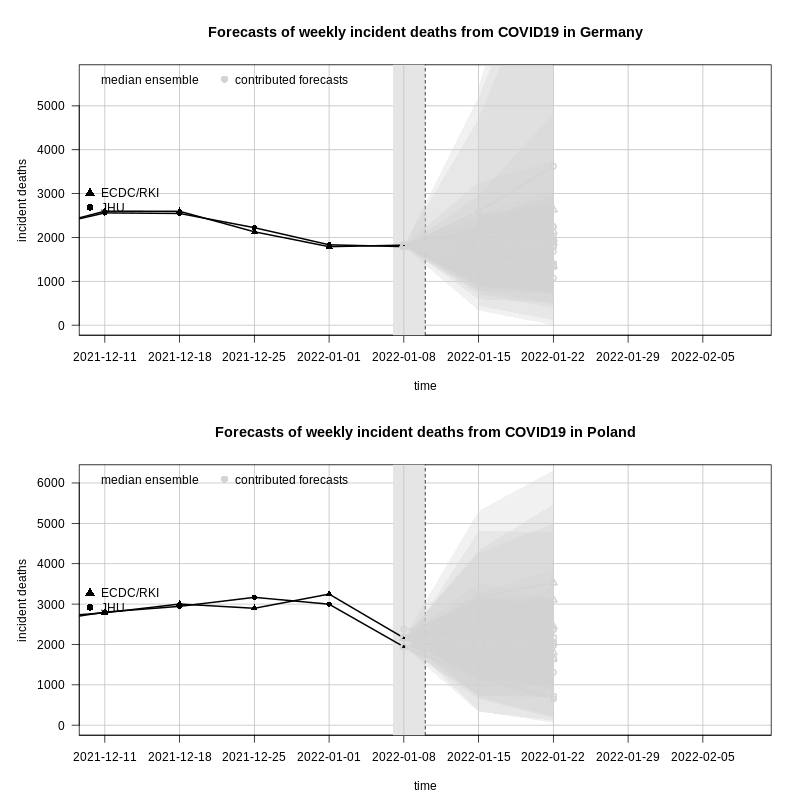 Forecasts of weekly incident deaths from COVID19 in Germany
median ensemble contributed forecasts
5000
4000
3000
2000
1000
0
incident deaths
ECDC/RKI
JHU
2021-12-11 2021-12-18 2021-12-25 2022-01-01 2022-01-08 2022-01-15 2022-01-22 2022-01-29 2022-02-05
time
Forecasts of weekly incident deaths from COVID19 in Poland
median ensemble contributed forecasts
6000
5000
4000
3000
2000
1000
0
incident deaths
ECDC/RKI
JHU
2021-12-11 2021-12-18 2021-12-25 2022-01-01 2022-01-08 2022-01-15 2022-01-22 2022-01-29 2022-02-05
time